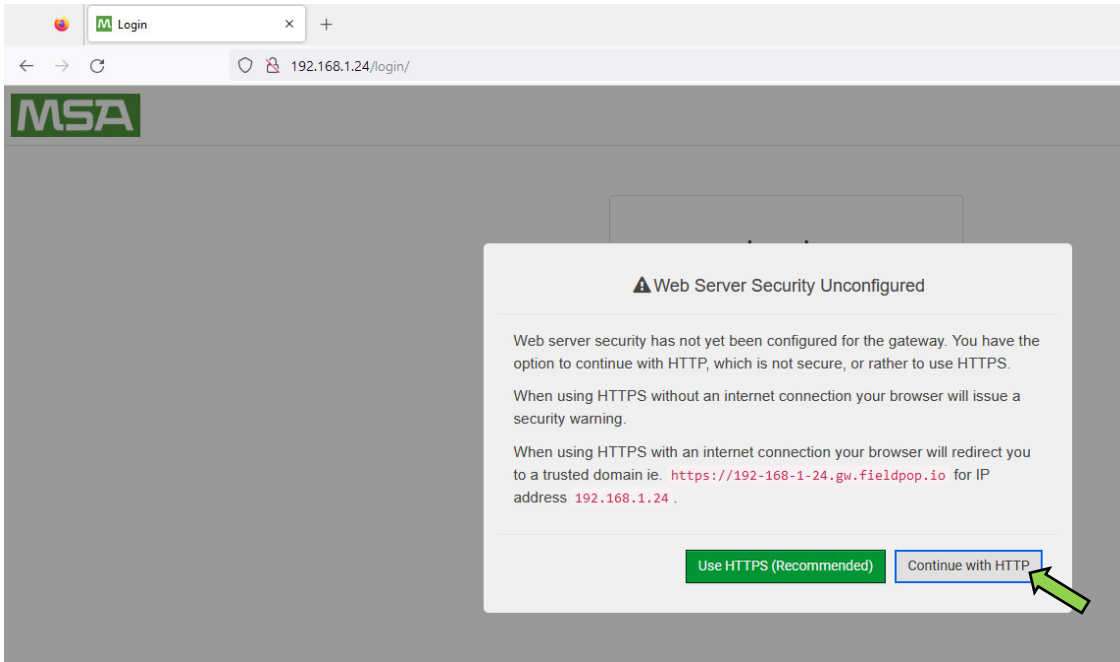 Login
192.168.1.24/login/
MSA
Web Server Security Unconfigured
Web server security has not yet been configured for the gateway. You have the
option to continue with HTTP, which is not secure, or rather to use HTTPS.
When using HTTPS without an internet connection your browser will issue a
security warning.
When using HTTPS with an internet connection your browser will redirect you
to a trusted domain ie. https://192-168-1-24.gw.fieldpop.io for IP
address 192.168.1.24 .
Use HTTPS (Recommended) Continue with HTTP